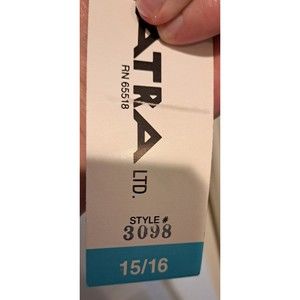 ATRA
LTD.
RN 65518
STYLE #
3098
15/16